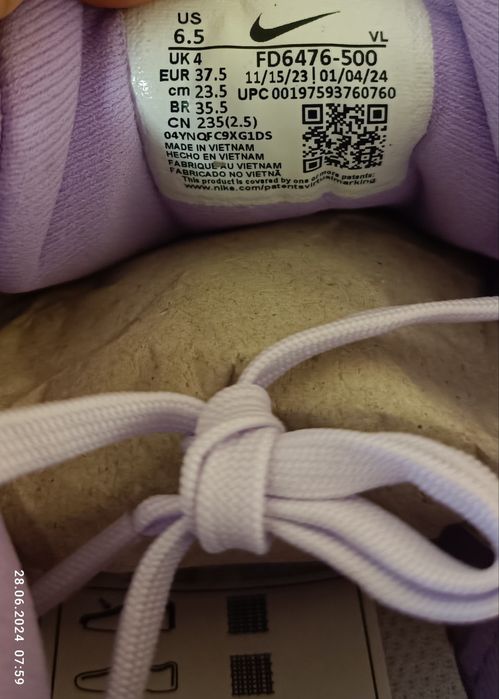 US
6.5
VL
UK 4
FD6476-500
EUR 37.5
11/15/23 | 01/04/24
cm 23.5
UPC 00197593760760
BR 35.5
CN 235(2.5)
04YNQFC9XG1DS
MADE IN VIETNAM
HECHO EN VIETNAM
FABRIQUÉ AU VIETNAM
FABRICADO NO VIETNÃ
This product is covered by one or more patents:
www.nike.com/patentsvirtualmarking
28.06.2024 07:59